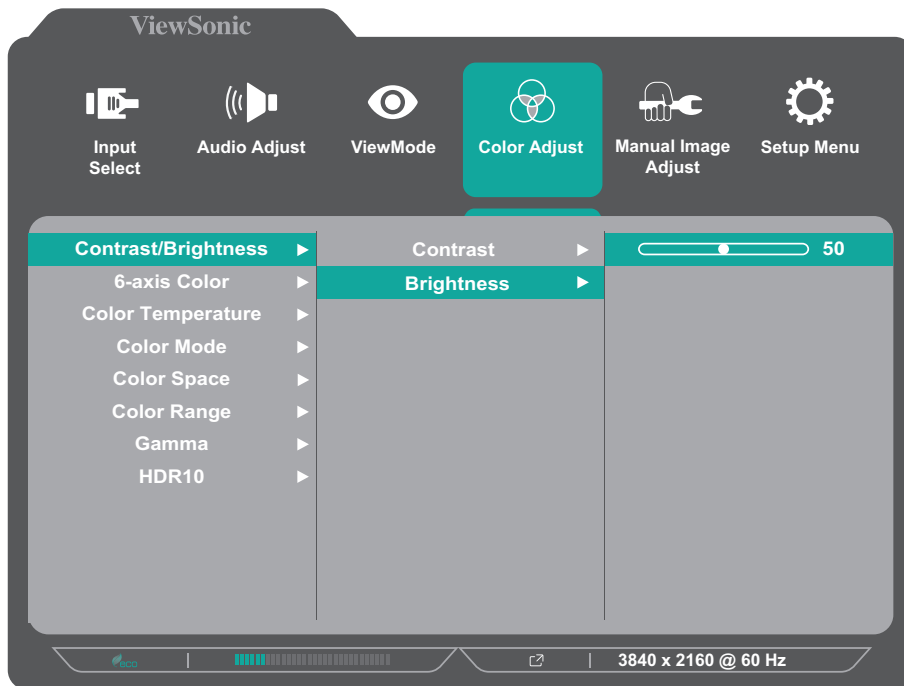 ViewSonic
Input
Select
Audio Adjust
ViewMode
Color Adjust
Manual Image
Adjust
Setup Menu
Contrast/Brightness
6-axis Color
Color Temperature
Color Mode
Color Space
Color Range
Gamma
HDR10
Contrast
Brightness
50
eco
3840 x 2160 @ 60 Hz